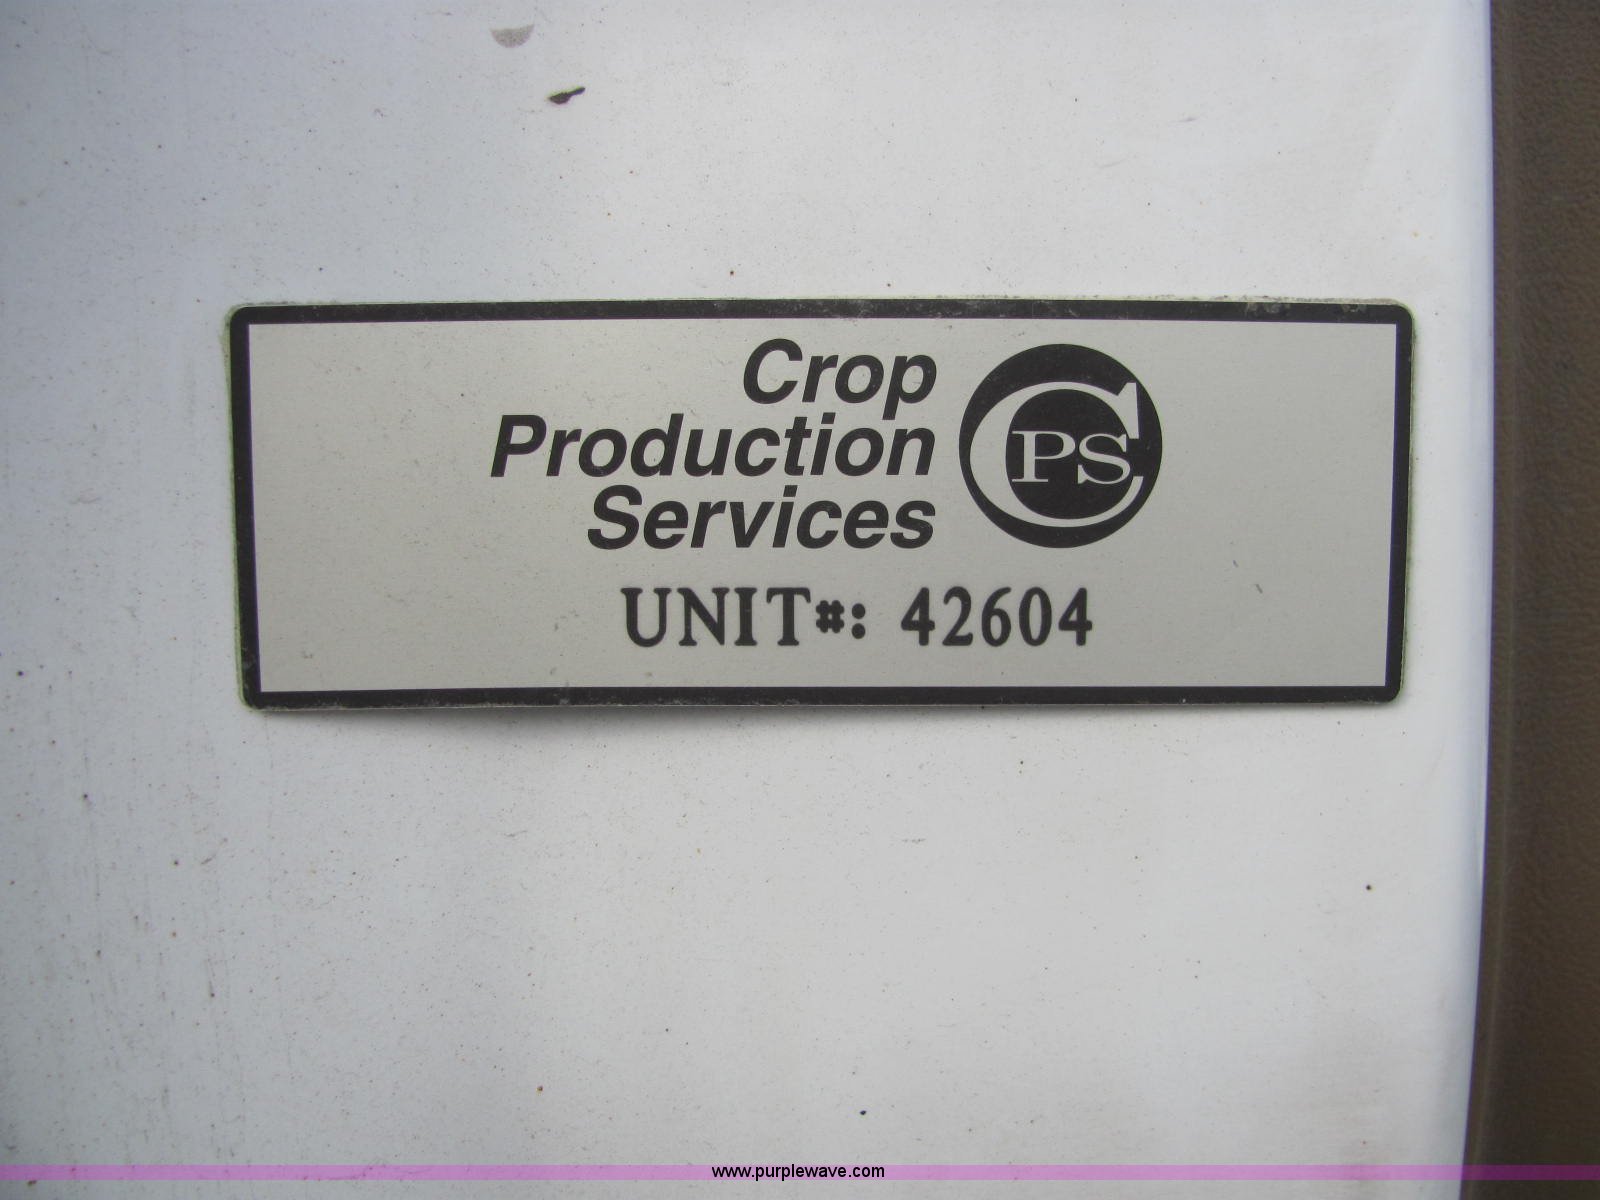 Crop
Production
Services
CPS
UNIT#: 42604
www.purplewave.com